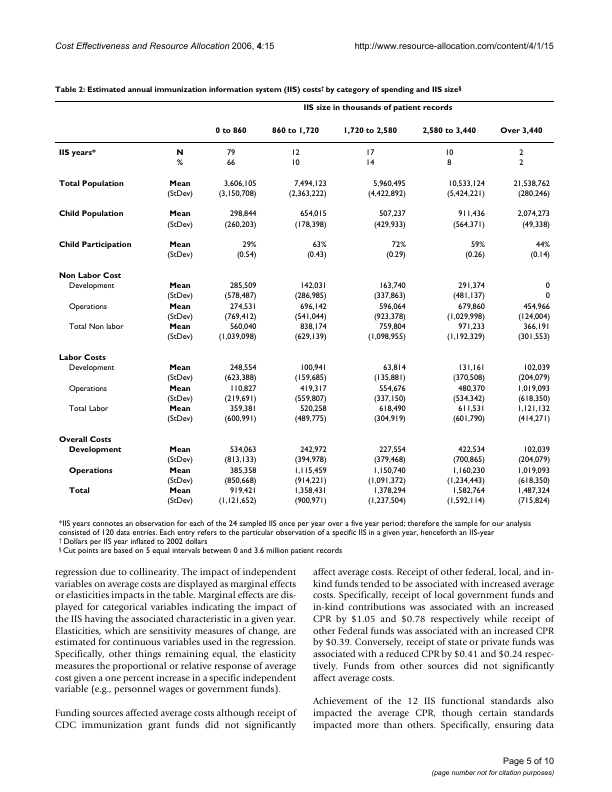 Cost Effectiveness and Resource Allocation 2006, 4:15 http://www.resource-allocation.com/content/4/1/15
Table 2: Estimated annual immunization information system (IIS) costs† by category of spending and IIS size§
IIS size in thousands of patient records
0 to 860 860 to 1,720 1,720 to 2,580 2,580 to 3,440 Over 3,440
IIS years* N 79 12 17 10 2
% 66 10 14 8 2
Total Population Mean 3,606,105 7,494,123 5,960,495 10,533,124 21,538,762
(StDev) (3,150,708) (2,363,222) (4,422,892) (5,424,221) (280,246)
Child Population Mean 298,844 654,015 507,237 911,436 2,074,273
(StDev) (260,203) (178,398) (429,933) (564,371) (49,338)
Child Participation Mean 29% 63% 72% 59% 44%
(StDev) (0.54) (0.43) (0.29) (0.26) (0.14)
Non Labor Cost
Development Mean 285,509 142,031 163,740 291,374 0
(StDev) (578,487) (286,985) (337,863) (481,137) 0
Operations Mean 274,531 696,142 596,064 679,860 454,966
(StDev) (769,412) (541,044) (923,378) (1,029,998) (124,004)
Total Non labor Mean 560,040 838,174 759,804 971,233 366,191
(StDev) (1,039,098) (629,139) (1,098,955) (1,192,329) (301,553)
Labor Costs
Development Mean 248,554 100,941 63,814 131,161 102,039
(StDev) (623,388) (159,685) (135,881) (370,508) (204,079)
Operations Mean 110,827 419,317 554,676 480,370 1,019,093
(StDev) (219,691) (559,807) (337,150) (534,342) (618,350)
Total Labor Mean 359,381 520,258 618,490 611,531 1,121,132
(StDev) (600,991) (489,775) (304,919) (601,790) (414,271)
Overall Costs
Development Mean 534,063 242,972 227,554 422,534 102,039
(StDev) (813,133) (394,978) (379,468) (700,865) (204,079)
Operations Mean 385,358 1,115,459 1,150,740 1,160,230 1,019,093
(StDev) (850,668) (914,221) (1,091,372) (1,234,443) (618,350)
Total Mean 919,421 1,358,431 1,378,294 1,582,764 1,487,324
(StDev) (1,121,652) (900,971) (1,237,504) (1,592,114) (715,824)
*IIS years connotes an observation for each of the 24 sampled IIS once per year over a five year period; therefore the sample for our analysis
consisted of 120 data entries. Each entry refers to the particular observation of a specific IIS in a given year, henceforth an IIS-year
† Dollars per IIS year inflated to 2002 dollars
§ Cut points are based on 5 equal intervals between 0 and 3.6 million patient records
regression due to collinearity. The impact of independent
variables on average costs are displayed as marginal effects
or elasticities impacts in the table. Marginal effects are dis-
played for categorical variables indicating the impact of
the IIS having the associated characteristic in a given year.
Elasticities, which are sensitivity measures of change, are
estimated for continuous variables used in the regression.
Specifically, other things remaining equal, the elasticity
measures the proportional or relative response of average
cost given a one percent increase in a specific independent
variable (e.g., personnel wages or government funds).
Funding sources affected average costs although receipt of
CDC immunization grant funds did not significantly
affect average costs. Receipt of other federal, local, and in-
kind funds tended to be associated with increased average
costs. Specifically, receipt of local government funds and
in-kind contributions was associated with an increased
CPR by $1.05 and $0.78 respectively while receipt of
other Federal funds was associated with an increased CPR
by $0.39. Conversely, receipt of state or private funds was
associated with a reduced CPR by $0.41 and $0.24 respec-
tively. Funds from other sources did not significantly
affect average costs.
Achievement of the 12 IIS functional standards also
impacted the average CPR, though certain standards
impacted more than others. Specifically, ensuring data
Page 5 of 10
(page number not for citation purposes)